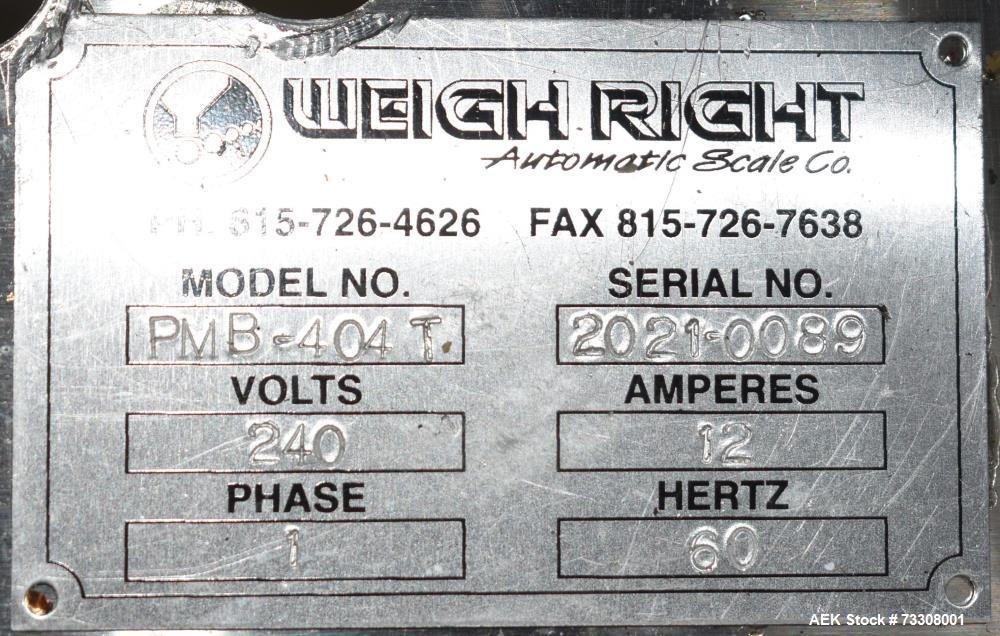 WEIGH RIGHT
Automatic Scale Co.
PH. 815-726-4626 FAX 815-726-7638
MODEL NO. SERIAL NO.
PMB-404 T 2021-0089
VOLTS AMPERES
240 12
PHASE HERTZ
1 60
AEK Stock # 73308001